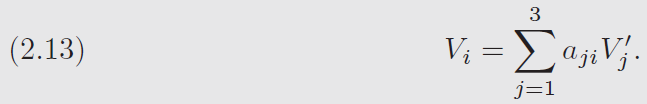 (2.13) $V_i = \sum_{j=1}^{3} a_{ji} V'_j.$